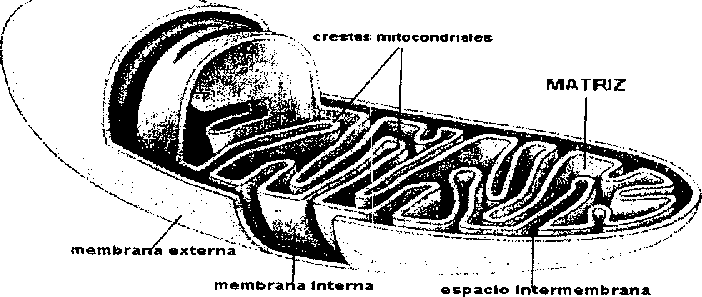 crestas mitocondriales
MATRIZ
membrana externa
membrana interna
espacio intermembrana